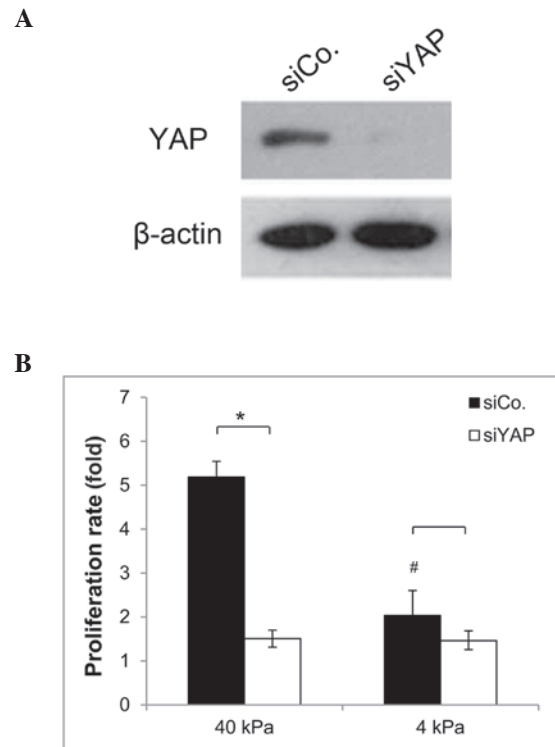 A
siCo. siYAP
YAP
β-actin
B
7
6
5
4
3
2
1
0
Proliferation rate (fold)
*
#
siCo.
siYAP
40 kPa 4 kPa